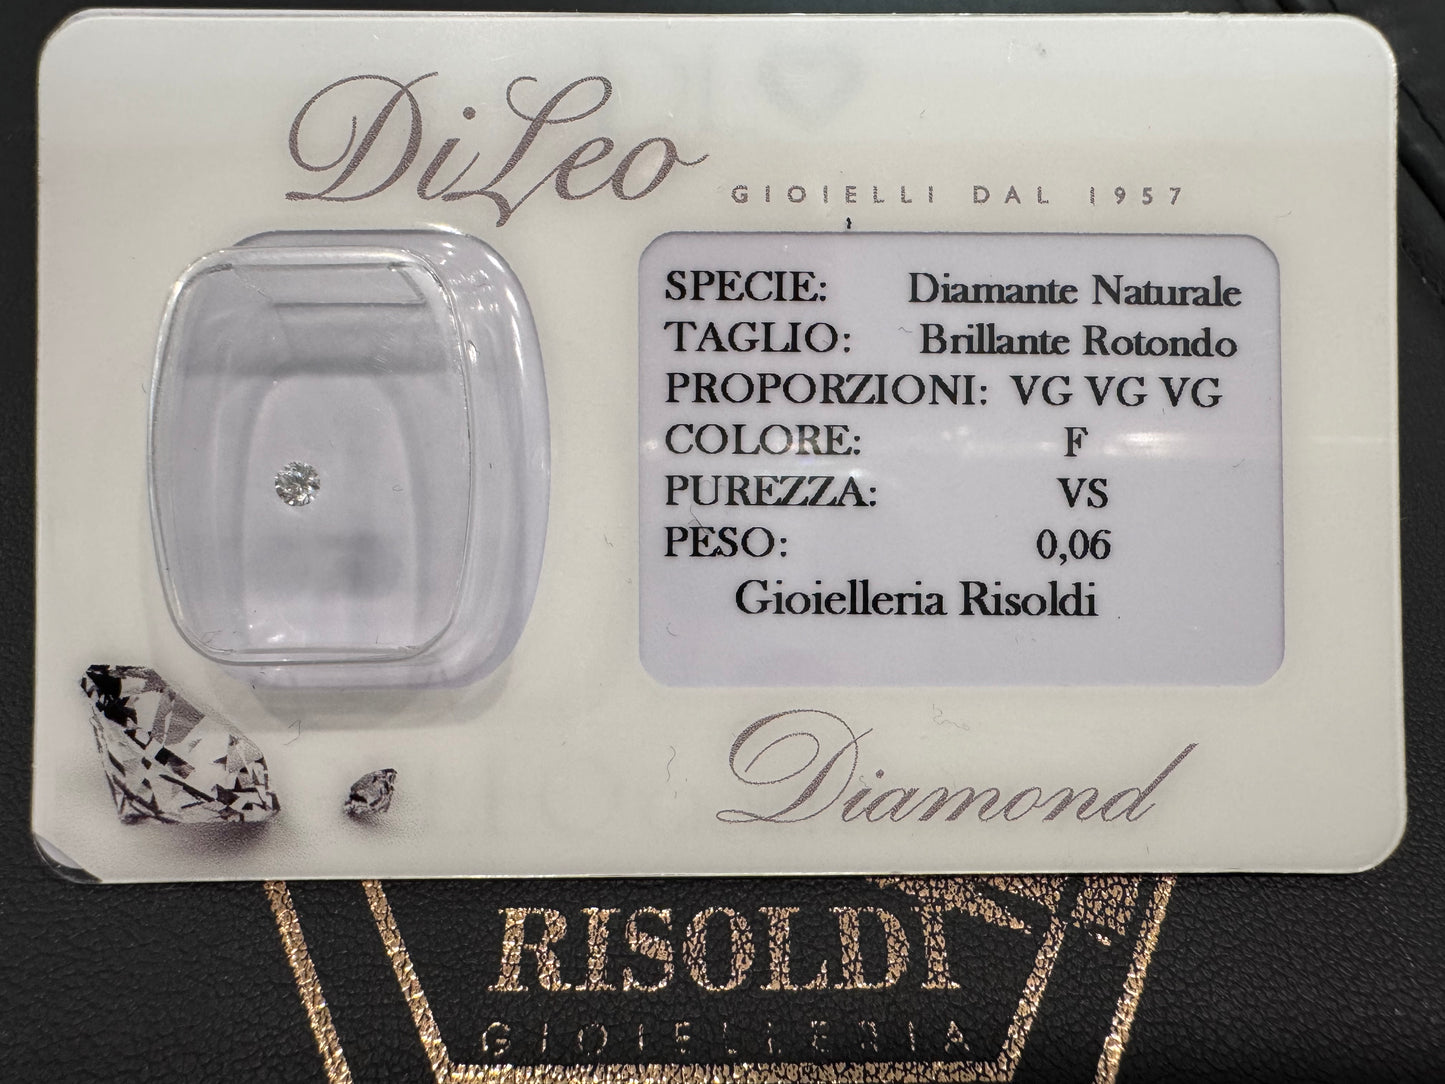 DiLeo
GIOIELLI DAL 1957
SPECIE: Diamante Naturale
TAGLIO: Brillante Rotondo
PROPORZIONI: VG VG VG
COLORE: F
PUREZZA: VS
PESO: 0,06
Gioielleria Risoldi
Diamond
RISOLDI
GIOIELLERIA